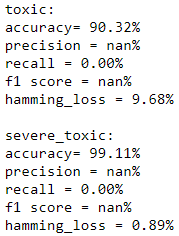 toxic:
accuracy= 90.32%
precision = nan%
recall = 0.00%
f1 score = nan%
hamming_loss = 9.68%

severe_toxic:
accuracy= 99.11%
precision = nan%
recall = 0.00%
f1 score = nan%
hamming_loss = 0.89%